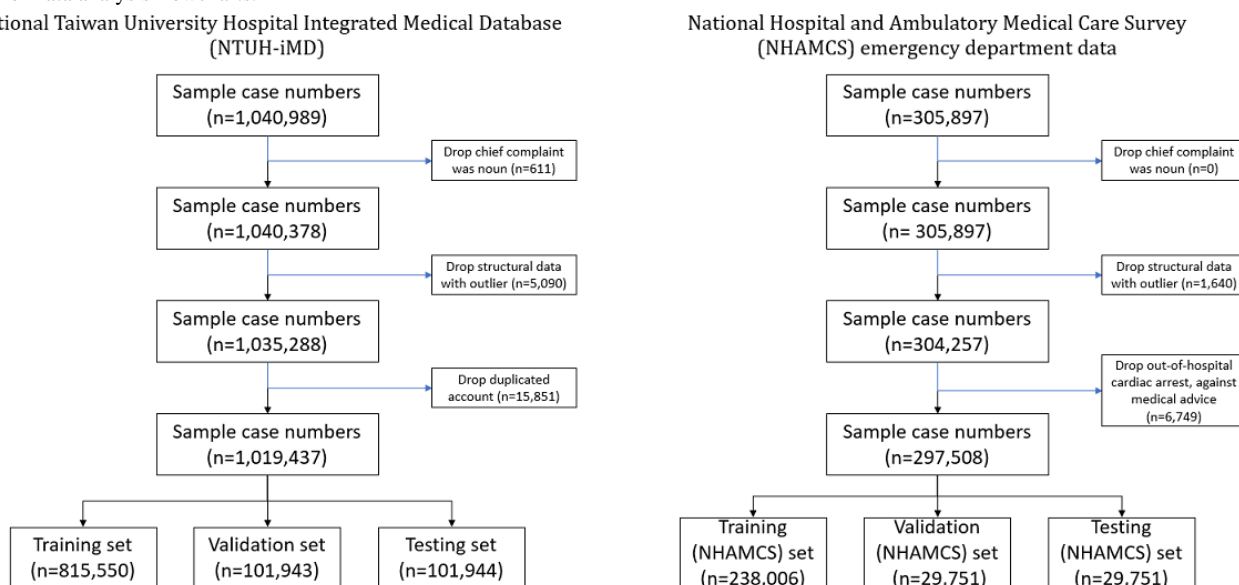 tional Taiwan University Hospital Integrated Medical Database
(NTUH-iMD)
Sample case numbers
(n=1,040,989)
Drop chief complaint
was noun (n=611)
Sample case numbers
(n=1,040,378)
Drop structural data
with outlier (n=5,090)
Sample case numbers
(n=1,035,288)
Drop duplicated
account (n=15,851)
Sample case numbers
(n=1,019,437)
Training set
(n=815,550)
Validation set
(n=101,943)
Testing set
(n=101,944)
National Hospital and Ambulatory Medical Care Survey
(NHAMCS) emergency department data
Sample case numbers
(n=305,897)
Drop chief complaint
was noun (n=0)
Sample case numbers
(n= 305,897)
Drop structural data
with outlier (n=1,640)
Sample case numbers
(n=304,257)
Drop out-of-hospital
cardiac arrest, against
medical advice
(n=6,749)
Sample case numbers
(n=297,508)
Training
(NHAMCS) set
(n=238,006)
Validation
(NHAMCS) set
(n=29,751)
Testing
(NHAMCS) set
(n=29,751)